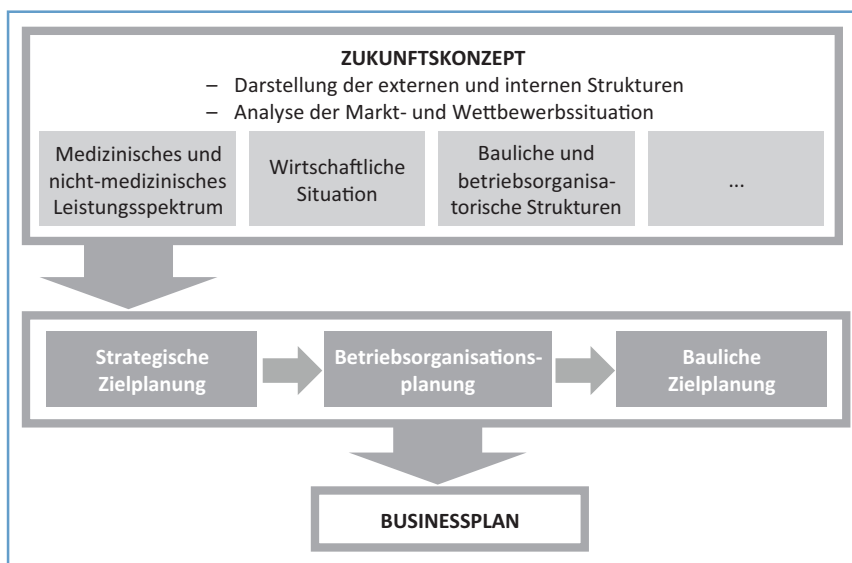 ZUKUNFTSKONZEPT
– Darstellung der externen und internen Strukturen
– Analyse der Markt- und Wettbewerbssituation
Medizinisches und
nicht-medizinisches
Leistungsspektrum
Wirtschaftliche
Situation
Bauliche und
betriebsorganisa-
torische Strukturen
...
Strategische
Zielplanung
Betriebsorganisations-
planung
Bauliche
Zielplanung
BUSINESSPLAN